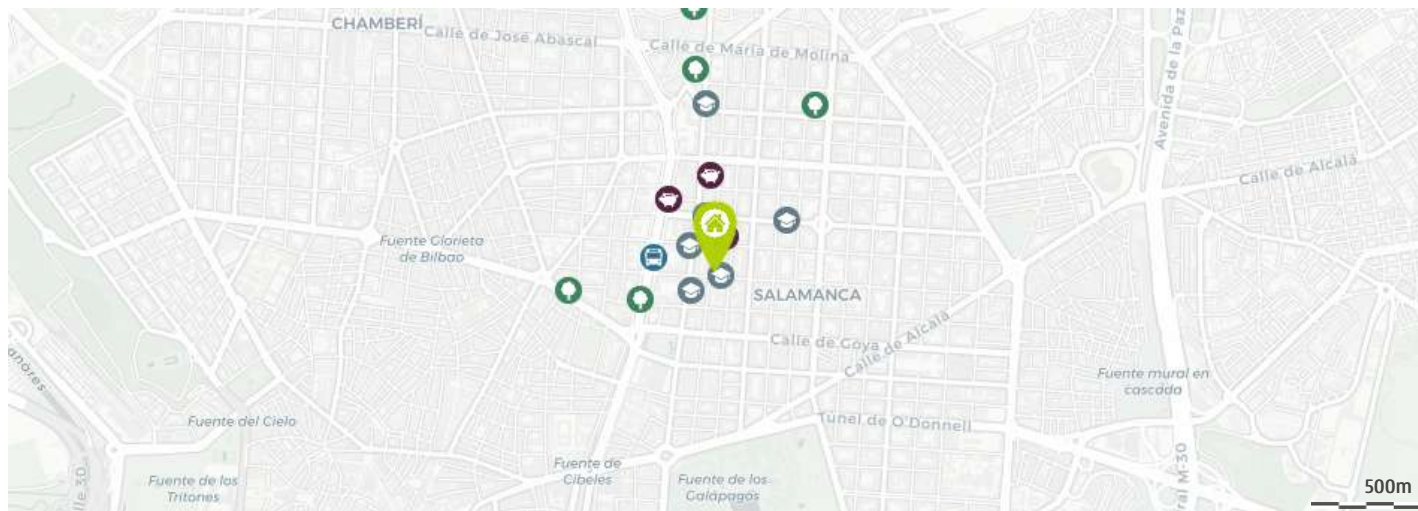 CHAMBERÍ
Calle de José Abascal
Calle de María de Molina
Avenida de la Paz
Calle de Alcalá
Fuente Glorieta
de Bilbao
SALAMANCA
Calle de Goya
Calle de Alcalá
Fuente mural en
cascada
Fuente del Cielo
Tunel de O'Donnell
Fuente de
Cibeles
Fuente de los
Galápagos
Fuente de los
Tritones
500m